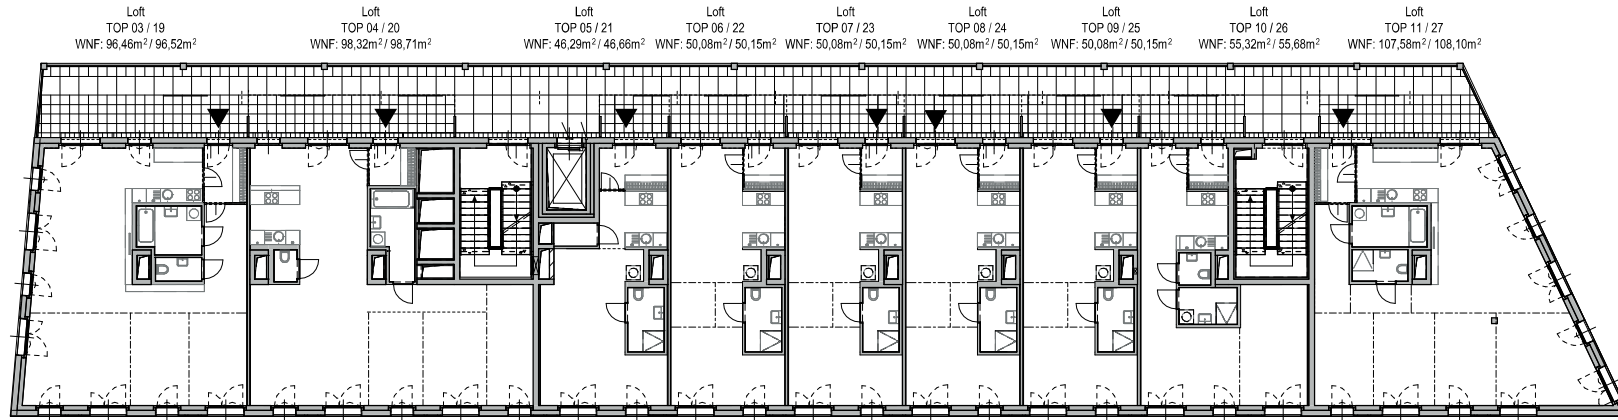 Loft
TOP 03 / 19
WNF: 96,46m² / 96,52m²
Loft
TOP 04 / 20
WNF: 98,32m² / 98,71m²
Loft
TOP 05 / 21
WNF: 46,29m² / 46,66m²
Loft
TOP 06 / 22
WNF: 50,08m² / 50,15m²
Loft
TOP 07 / 23
WNF: 50,08m² / 50,15m²
Loft
TOP 08 / 24
WNF: 50,08m² / 50,15m²
Loft
TOP 09 / 25
WNF: 50,08m² / 50,15m²
Loft
TOP 10 / 26
WNF: 55,32m² / 55,68m²
Loft
TOP 11 / 27
WNF: 107,58m² / 108,10m²